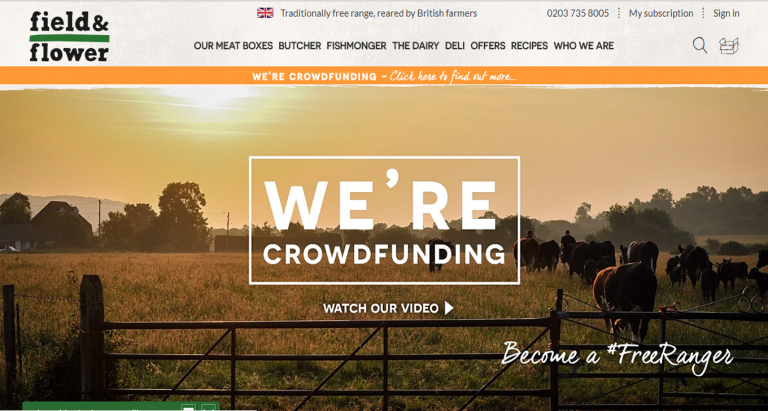 field&
flower
Traditionally free range, reared by British farmers
0203 735 8005
My subscription
Sign in
OUR MEAT BOXES BUTCHER FISHMONGER THE DAIRY DELI OFFERS RECIPES WHO WE ARE
WE'RE CROWDFUNDING - Click here to find out more...
WE'RE
CROWDFUNDING
WATCH OUR VIDEO
Become a #FreeRanger